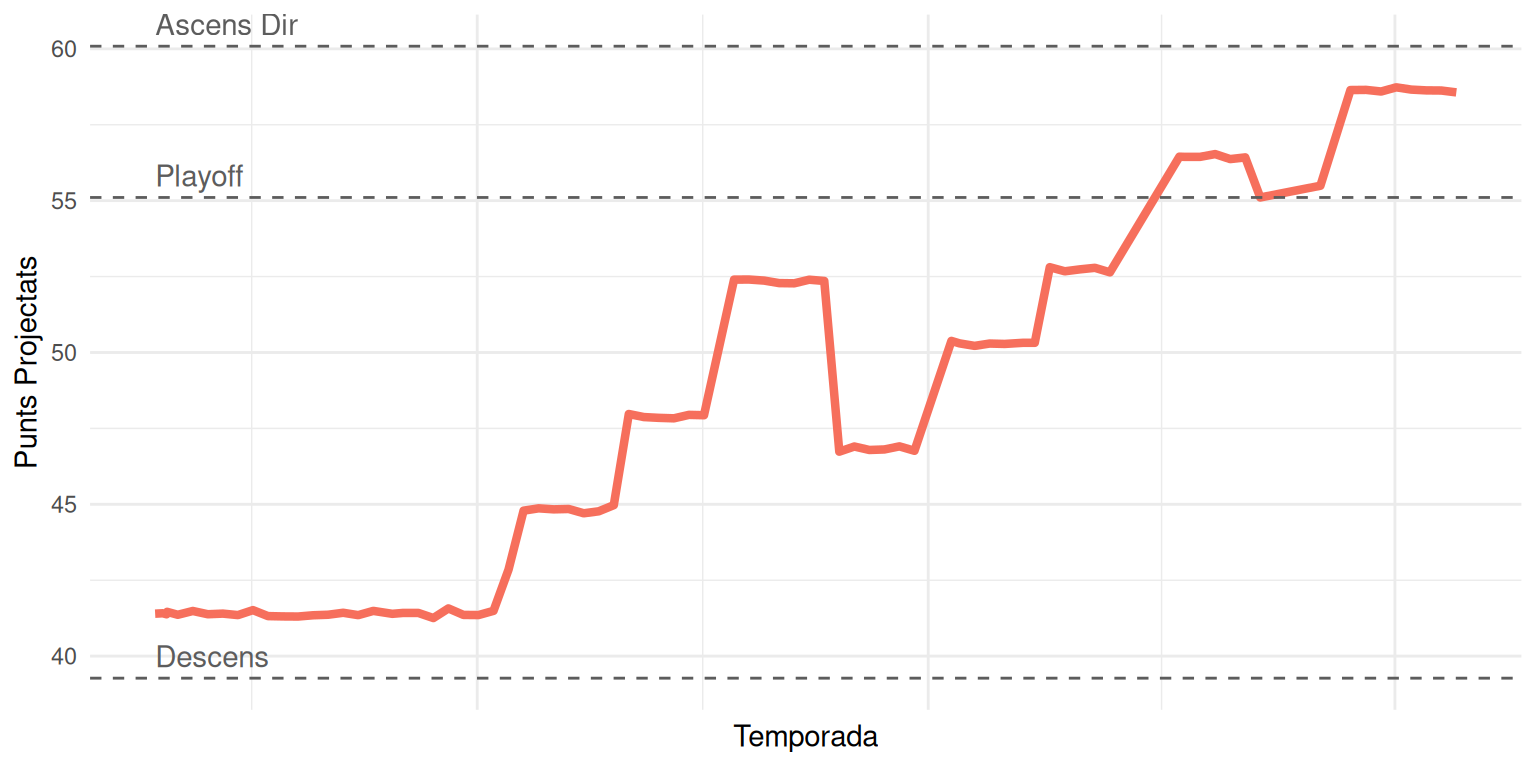 Ascens Dir
60
Playoff
55
Punts Projectats
50
45
Descens
40
Temporada